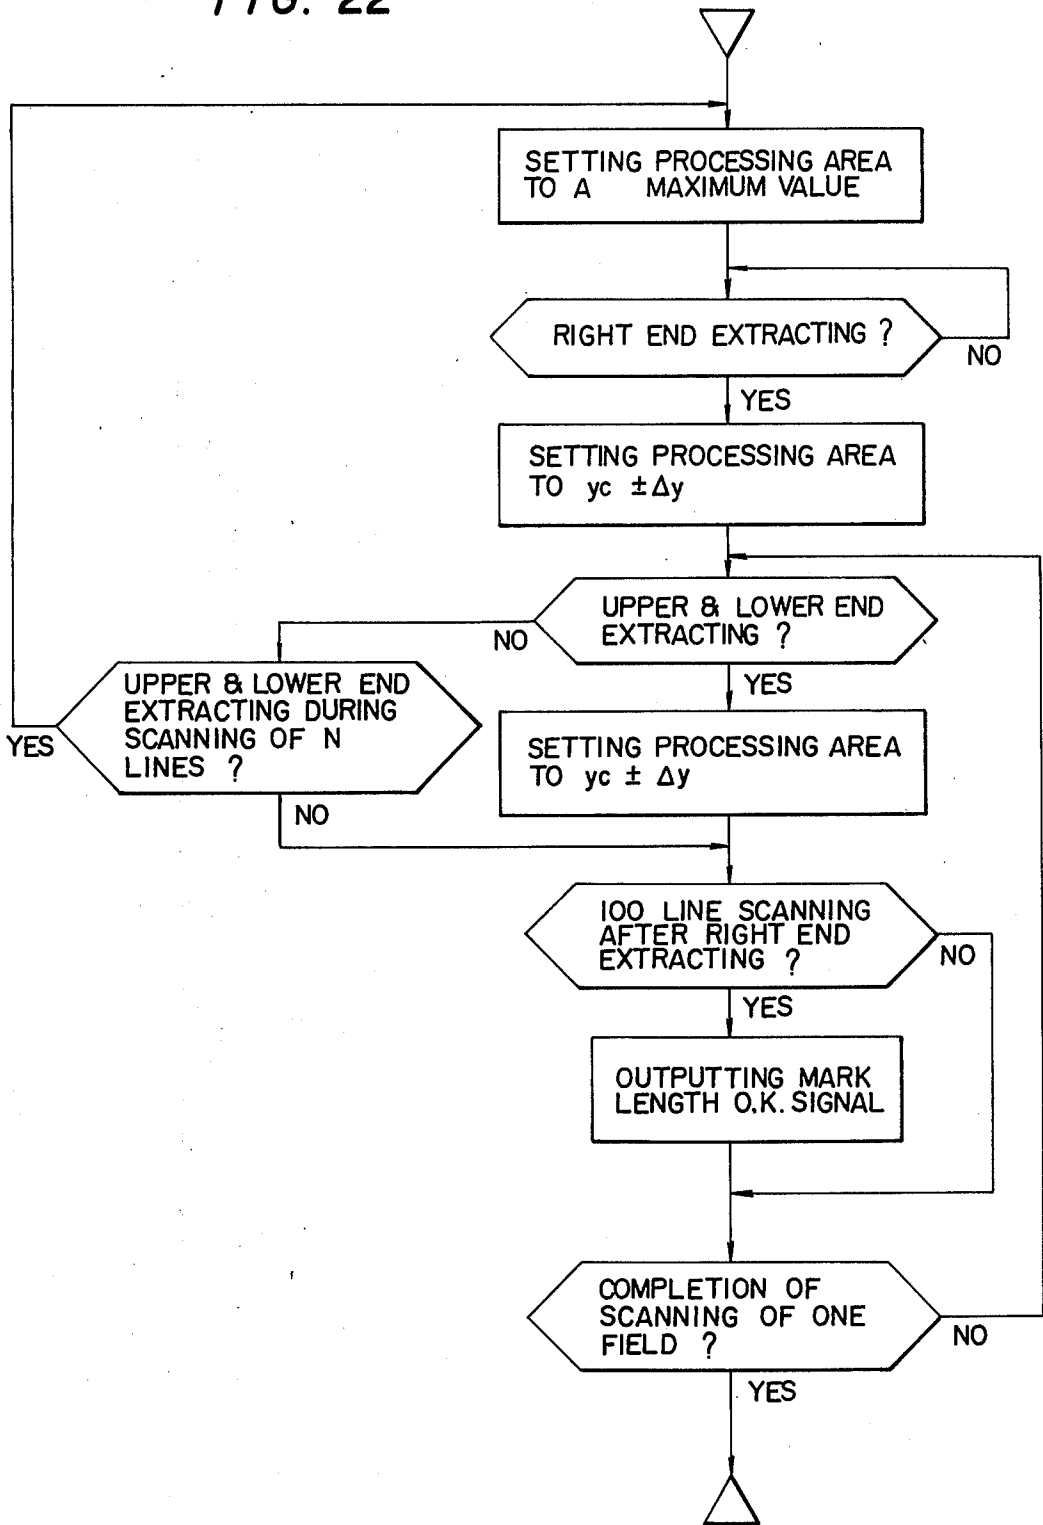 FIG. 22
SETTING PROCESSING AREA
TO A MAXIMUM VALUE
RIGHT END EXTRACTING ?
NO
YES
SETTING PROCESSING AREA
TO yc ± Δy
UPPER & LOWER END
EXTRACTING ?
NO
YES
UPPER & LOWER END
EXTRACTING DURING
SCANNING OF N
LINES ?
YES
NO
SETTING PROCESSING AREA
TO yc ± Δy
100 LINE SCANNING
AFTER RIGHT END
EXTRACTING ?
NO
YES
OUTPUTTING MARK
LENGTH O.K. SIGNAL
COMPLETION OF
SCANNING OF ONE
FIELD ?
NO
YES